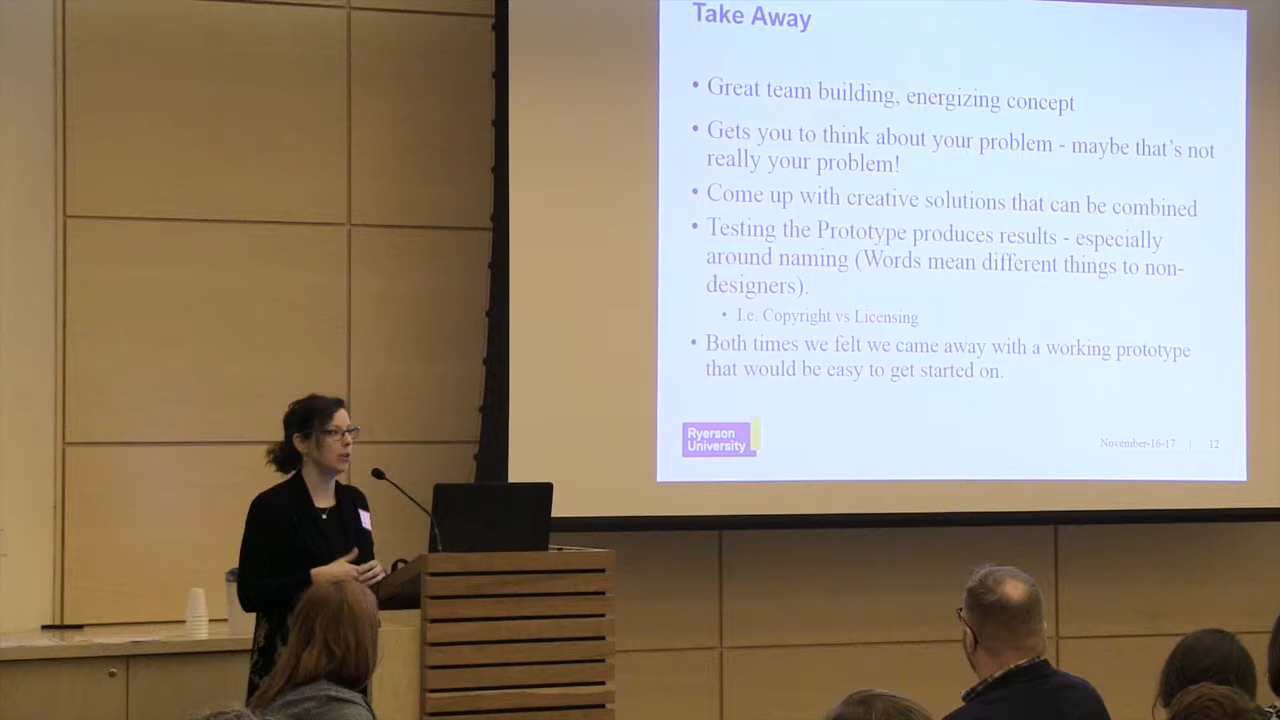 Take Away
• Great team building, energizing concept
• Gets you to think about your problem - maybe that's not
really your problem!
• Come up with creative solutions that can be combined
• Testing the Prototype produces results - especially
around naming (Words mean different things to non-
designers).
• I.e. Copyright vs Licensing
• Both times we felt we came away with a working prototype
that would be easy to get started on.
Ryerson
University
November-16-17 | 12